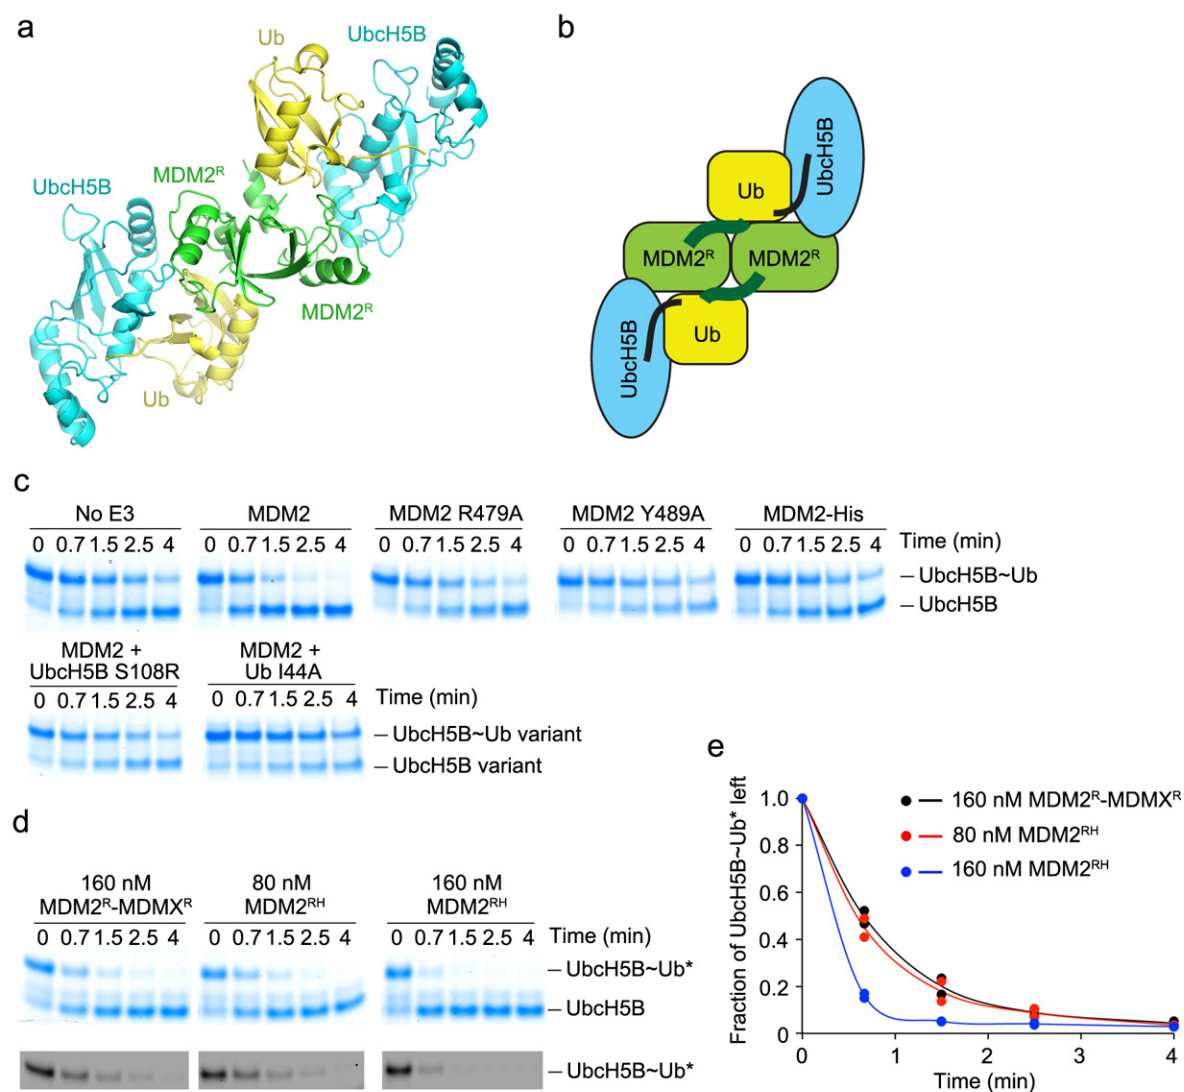 a
Ub
UbcH5B
UbcH5B
MDM2ᴿ
MDM2ᴿ
Ub
b
UbcH5B
Ub
MDM2ᴿ
MDM2ᴿ
Ub
UbcH5B
c
No E3
MDM2
MDM2 R479A
MDM2 Y489A
MDM2-His
0 0.7 1.5 2.5 4
0 0.7 1.5 2.5 4
0 0.7 1.5 2.5 4
0 0.7 1.5 2.5 4
0 0.7 1.5 2.5 4
Time (min)
UbcH5B~Ub
UbcH5B
MDM2 +
UbcH5B S108R
MDM2 +
Ub I44A
0 0.7 1.5 2.5 4
0 0.7 1.5 2.5 4
Time (min)
UbcH5B~Ub variant
UbcH5B variant
d
160 nM
MDM2ᴿ-MDMXᴿ
80 nM
MDM2ᴿᴴ
160 nM
MDM2ᴿᴴ
0 0.7 1.5 2.5 4
0 0.7 1.5 2.5 4
0 0.7 1.5 2.5 4
Time (min)
UbcH5B~Ub*
UbcH5B
UbcH5B~Ub*
e
Fraction of UbcH5B~Ub* left
1.0
0.8
0.6
0.4
0.2
0
0 1 2 3 4
Time (min)
160 nM MDM2ᴿ-MDMXᴿ
80 nM MDM2ᴿᴴ
160 nM MDM2ᴿᴴ